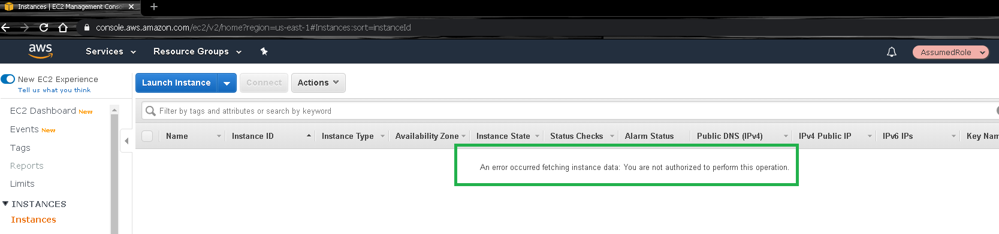 Instances | EC2 Management Conso
console.aws.amazon.com/ec2/v2/home?region=us-east-1#Instances:sort=instanceId
aws Services Resource Groups AssumedRole
New EC2 Experience
Tell us what you think
Launch Instance Connect Actions
Filter by tags and attributes or search by keyword
EC2 Dashboard New
Events New
Tags
Reports
Limits
INSTANCES
Instances
Name Instance ID Instance Type Availability Zone Instance State Status Checks Alarm Status Public DNS (IPv4) IPv4 Public IP IPv6 IPs Key Nam
An error occurred fetching instance data: You are not authorized to perform this operation.